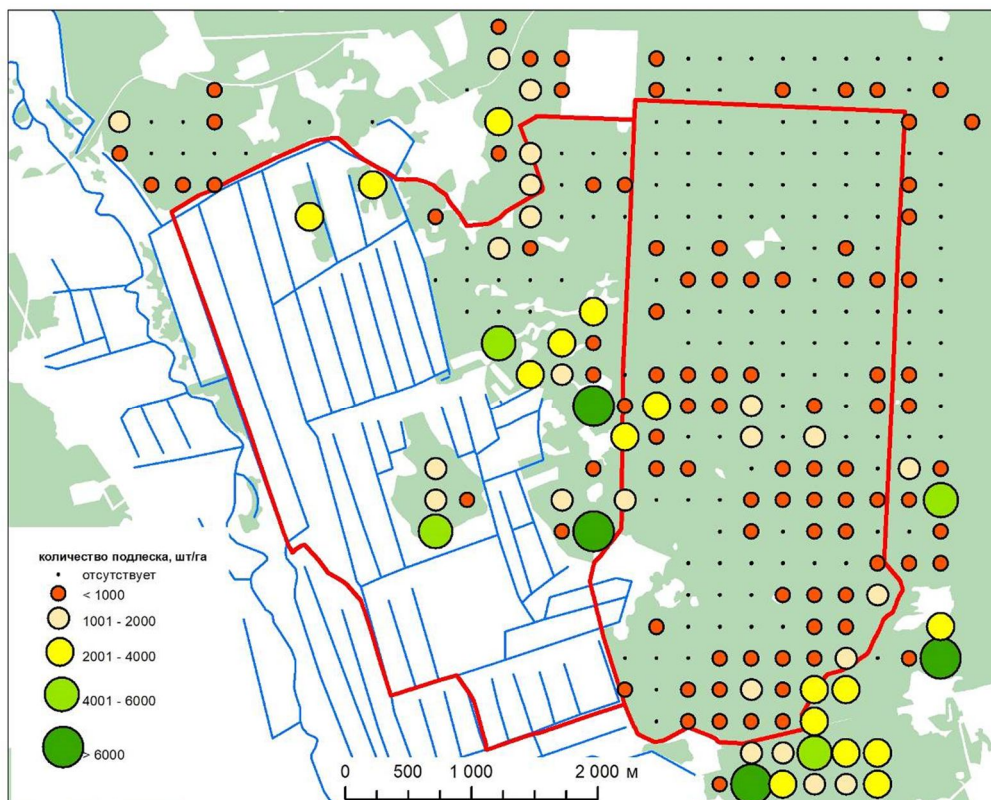 количество подлеска, шт/га
отсутствует
< 1000
1001 - 2000
2001 - 4000
4001 - 6000
> 6000
0 500 1 000 2 000 м